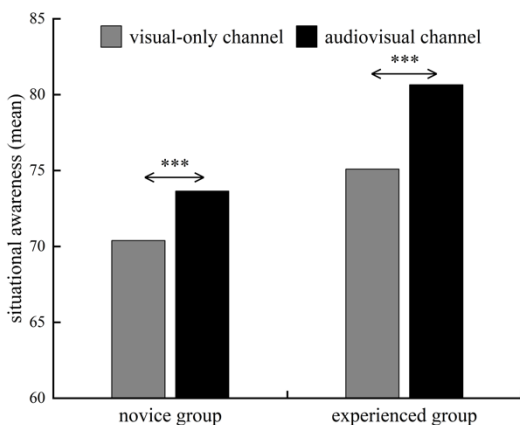 85
visual-only channel audiovisual channel
***
80
***
75
70
65
60
situational awareness (mean)
novice group experienced group